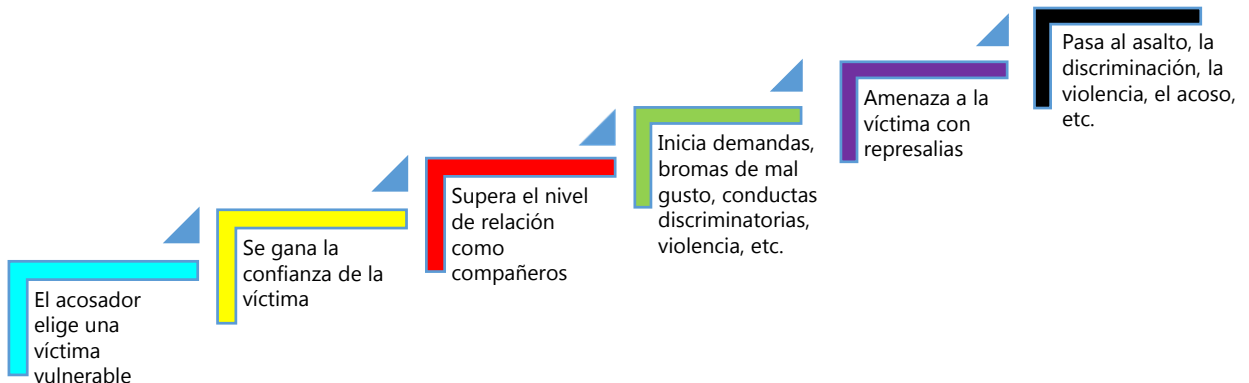 El acosador
elige una
víctima
vulnerable
Se gana la
confianza de la
víctima
Supera el nivel
de relación
como
compañeros
Inicia demandas,
bromas de mal
gusto, conductas
discriminatorias,
violencia, etc.
Amenaza a la
víctima con
represalias
Pasa al asalto, la
discriminación, la
violencia, el acoso,
etc.